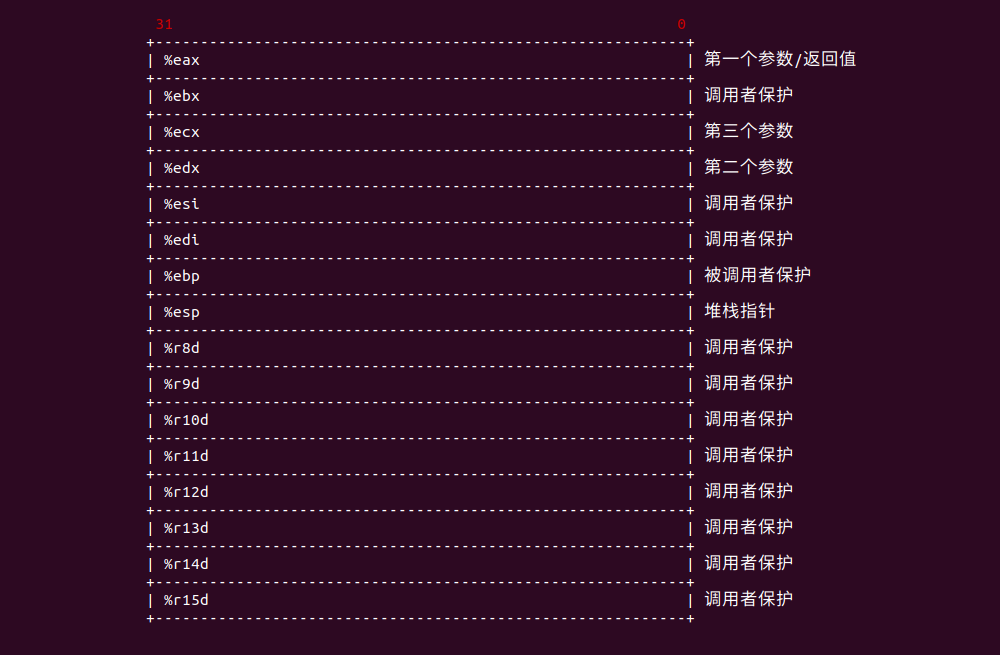 31 0
+-----------------------------------------------------------+
| %eax | 第一个参数/返回值
+-----------------------------------------------------------+
| %ebx | 调用者保护
+-----------------------------------------------------------+
| %ecx | 第三个参数
+-----------------------------------------------------------+
| %edx | 第二个参数
+-----------------------------------------------------------+
| %esi | 调用者保护
+-----------------------------------------------------------+
| %edi | 调用者保护
+-----------------------------------------------------------+
| %ebp | 被调用者保护
+-----------------------------------------------------------+
| %esp | 堆栈指针
+-----------------------------------------------------------+
| %r8d | 调用者保护
+-----------------------------------------------------------+
| %r9d | 调用者保护
+-----------------------------------------------------------+
| %r10d | 调用者保护
+-----------------------------------------------------------+
| %r11d | 调用者保护
+-----------------------------------------------------------+
| %r12d | 调用者保护
+-----------------------------------------------------------+
| %r13d | 调用者保护
+-----------------------------------------------------------+
| %r14d | 调用者保护
+-----------------------------------------------------------+
| %r15d | 调用者保护
+-----------------------------------------------------------+